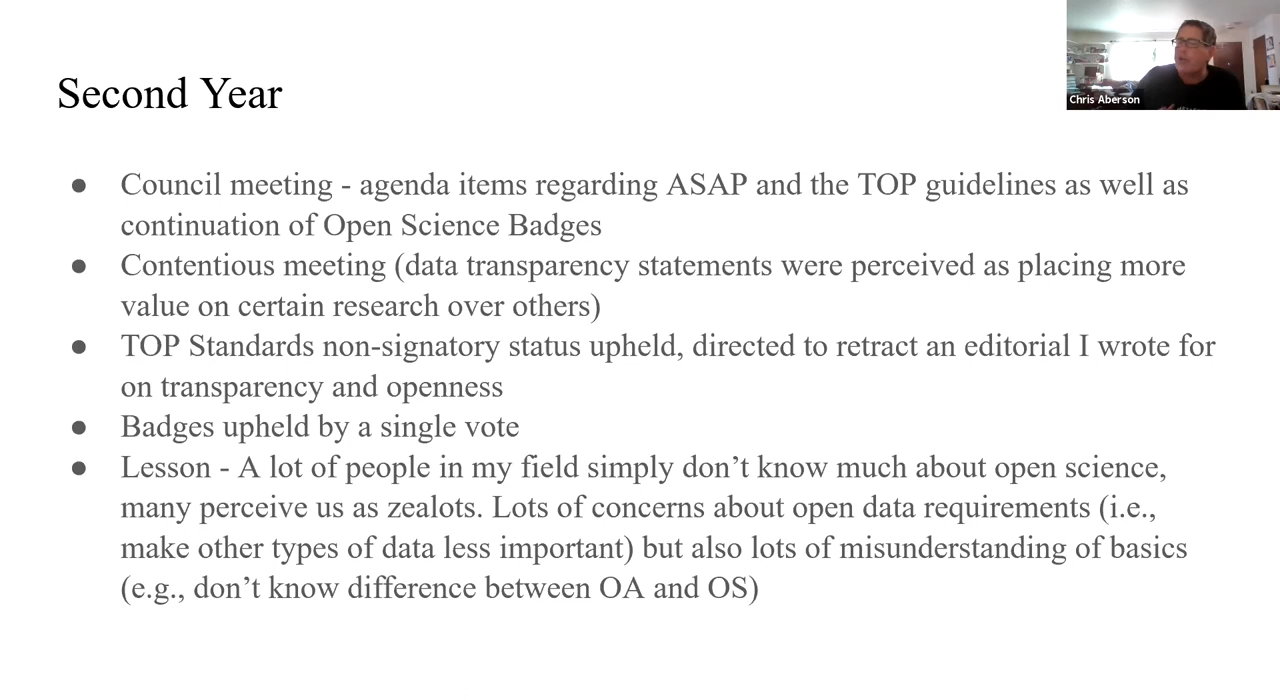 Second Year
Chris Aberson
● Council meeting - agenda items regarding ASAP and the TOP guidelines as well as
continuation of Open Science Badges
● Contentious meeting (data transparency statements were perceived as placing more
value on certain research over others)
● TOP Standards non-signatory status upheld, directed to retract an editorial I wrote for
on transparency and openness
● Badges upheld by a single vote
● Lesson - A lot of people in my field simply don’t know much about open science,
many perceive us as zealots. Lots of concerns about open data requirements (i.e.,
make other types of data less important) but also lots of misunderstanding of basics
(e.g., don’t know difference between OA and OS)